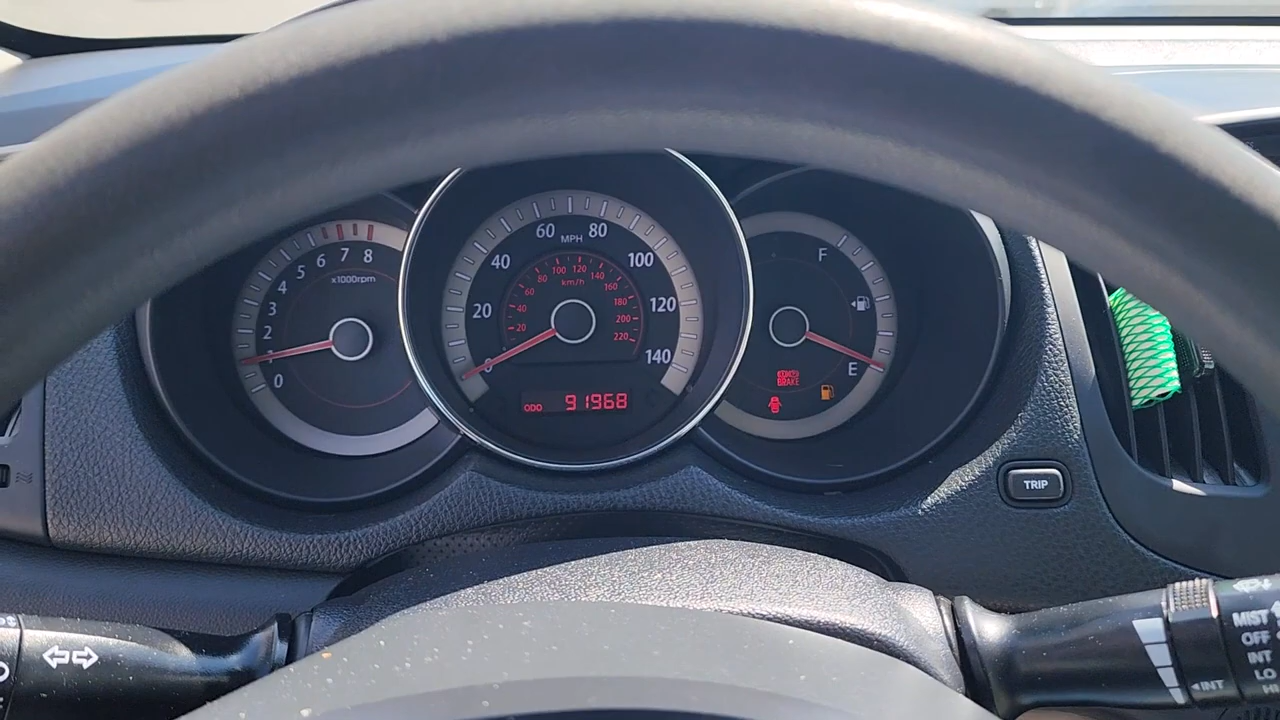 0 1 2 3 4 5 6 7 8
x1000rpm
0 20 40 60 80 100 120 140
MPH
20 40 60 80 100 120 140 160 180 200 220
km/h
ODO 91968
F
E
BRAKE
TRIP
MIST
OFF
INT
LO
HI
INT